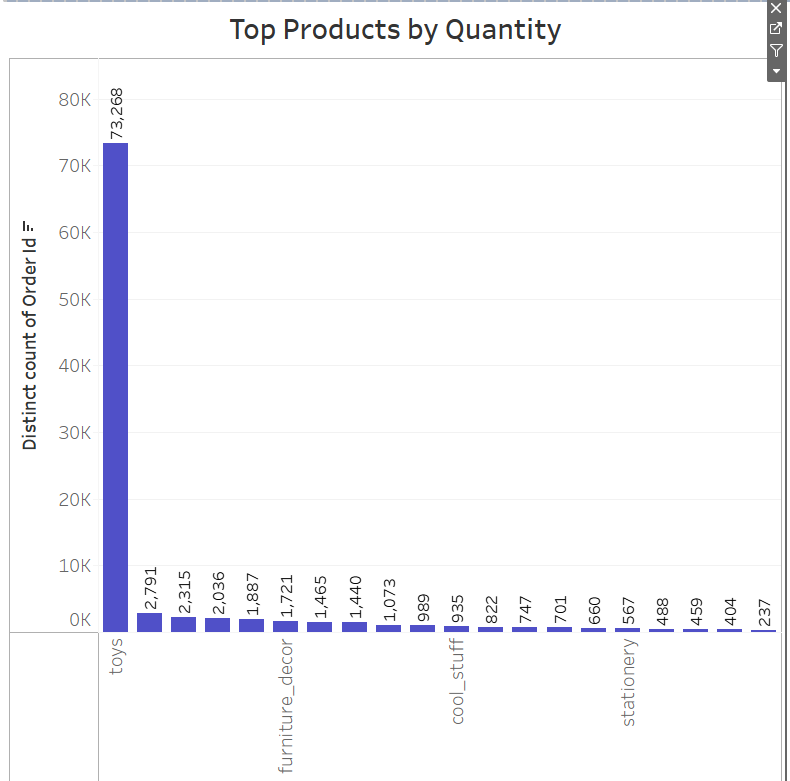 Top Products by Quantity
Distinct count of Order Id
80K
70K
60K
50K
40K
30K
20K
10K
0K
73,268
2,791
2,315
2,036
1,887
1,721
1,465
1,440
1,073
989
935
822
747
701
660
567
488
459
404
237
toys
furniture_decor
cool_stuff
stationery